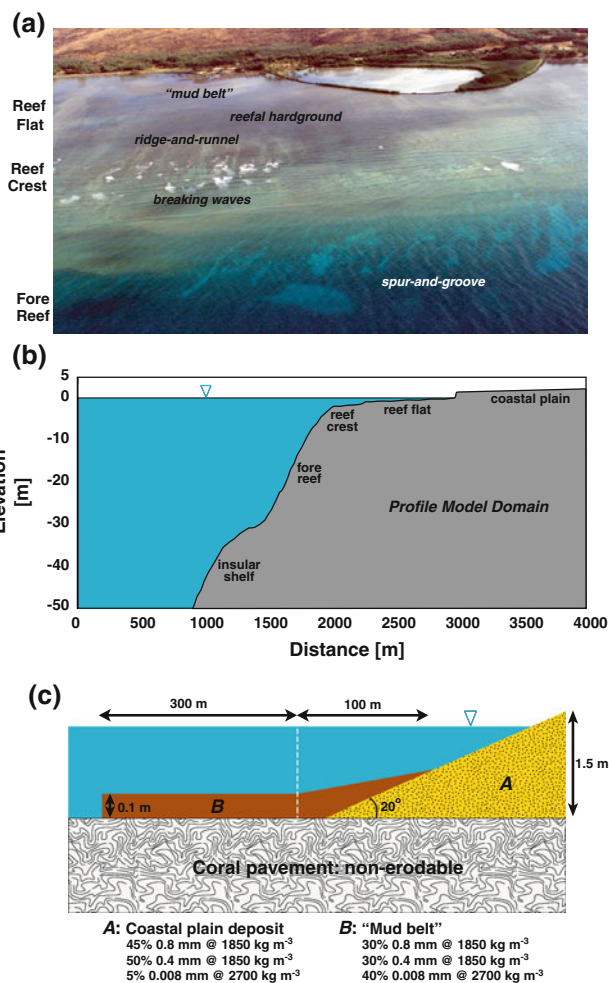 (a)
"mud belt"
Reef
Flat
reefal hardground
ridge-and-runnel
Reef
Crest
breaking waves
spur-and-groove
Fore
Reef
(b)
5
0
-10
-20
-30
-40
-50
Elevation
[m]
reef
crest
reef flat
coastal plain
fore
reef
Profile Model Domain
insular
shelf
0 500 1000 1500 2000 2500 3000 3500 4000
Distance [m]
(c)
300 m
100 m
1.5 m
A
0.1 m
B
20°
Coral pavement: non-erodable
A: Coastal plain deposit
45% 0.8 mm @ 1850 kg m-3
50% 0.4 mm @ 1850 kg m-3
5% 0.008 mm @ 2700 kg m-3
B: "Mud belt"
30% 0.8 mm @ 1850 kg m-3
30% 0.4 mm @ 1850 kg m-3
40% 0.008 mm @ 2700 kg m-3